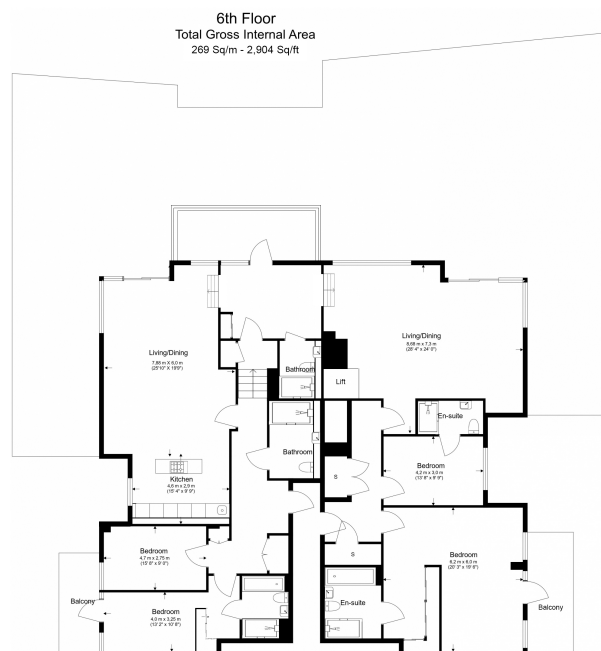 6th Floor
Total Gross Internal Area
269 Sq/m - 2,904 Sq/ft
Living/Dining
7,88 m X 6,0 m
(25'10" X 19'8")
Living/Dining
8,68 m x 7,3 m
(28' 4" x 24' 0")
Bathroom
Lift
En-suite
Bathroom
Bedroom
4,2 m x 3,0 m
(13' 8" x 9' 9")
S
Kitchen
4,6 m x 2,9 m
(15' 4" x 9' 9")
S
Bedroom
4,7 m x 2,75 m
(15' 8" x 9' 0")
Bedroom
6,2 m x 6,0 m
(20' 3" x 19' 6")
Balcony
Bedroom
4,0 m x 3,25 m
(13' 2" x 10' 8")
En-suite
Balcony